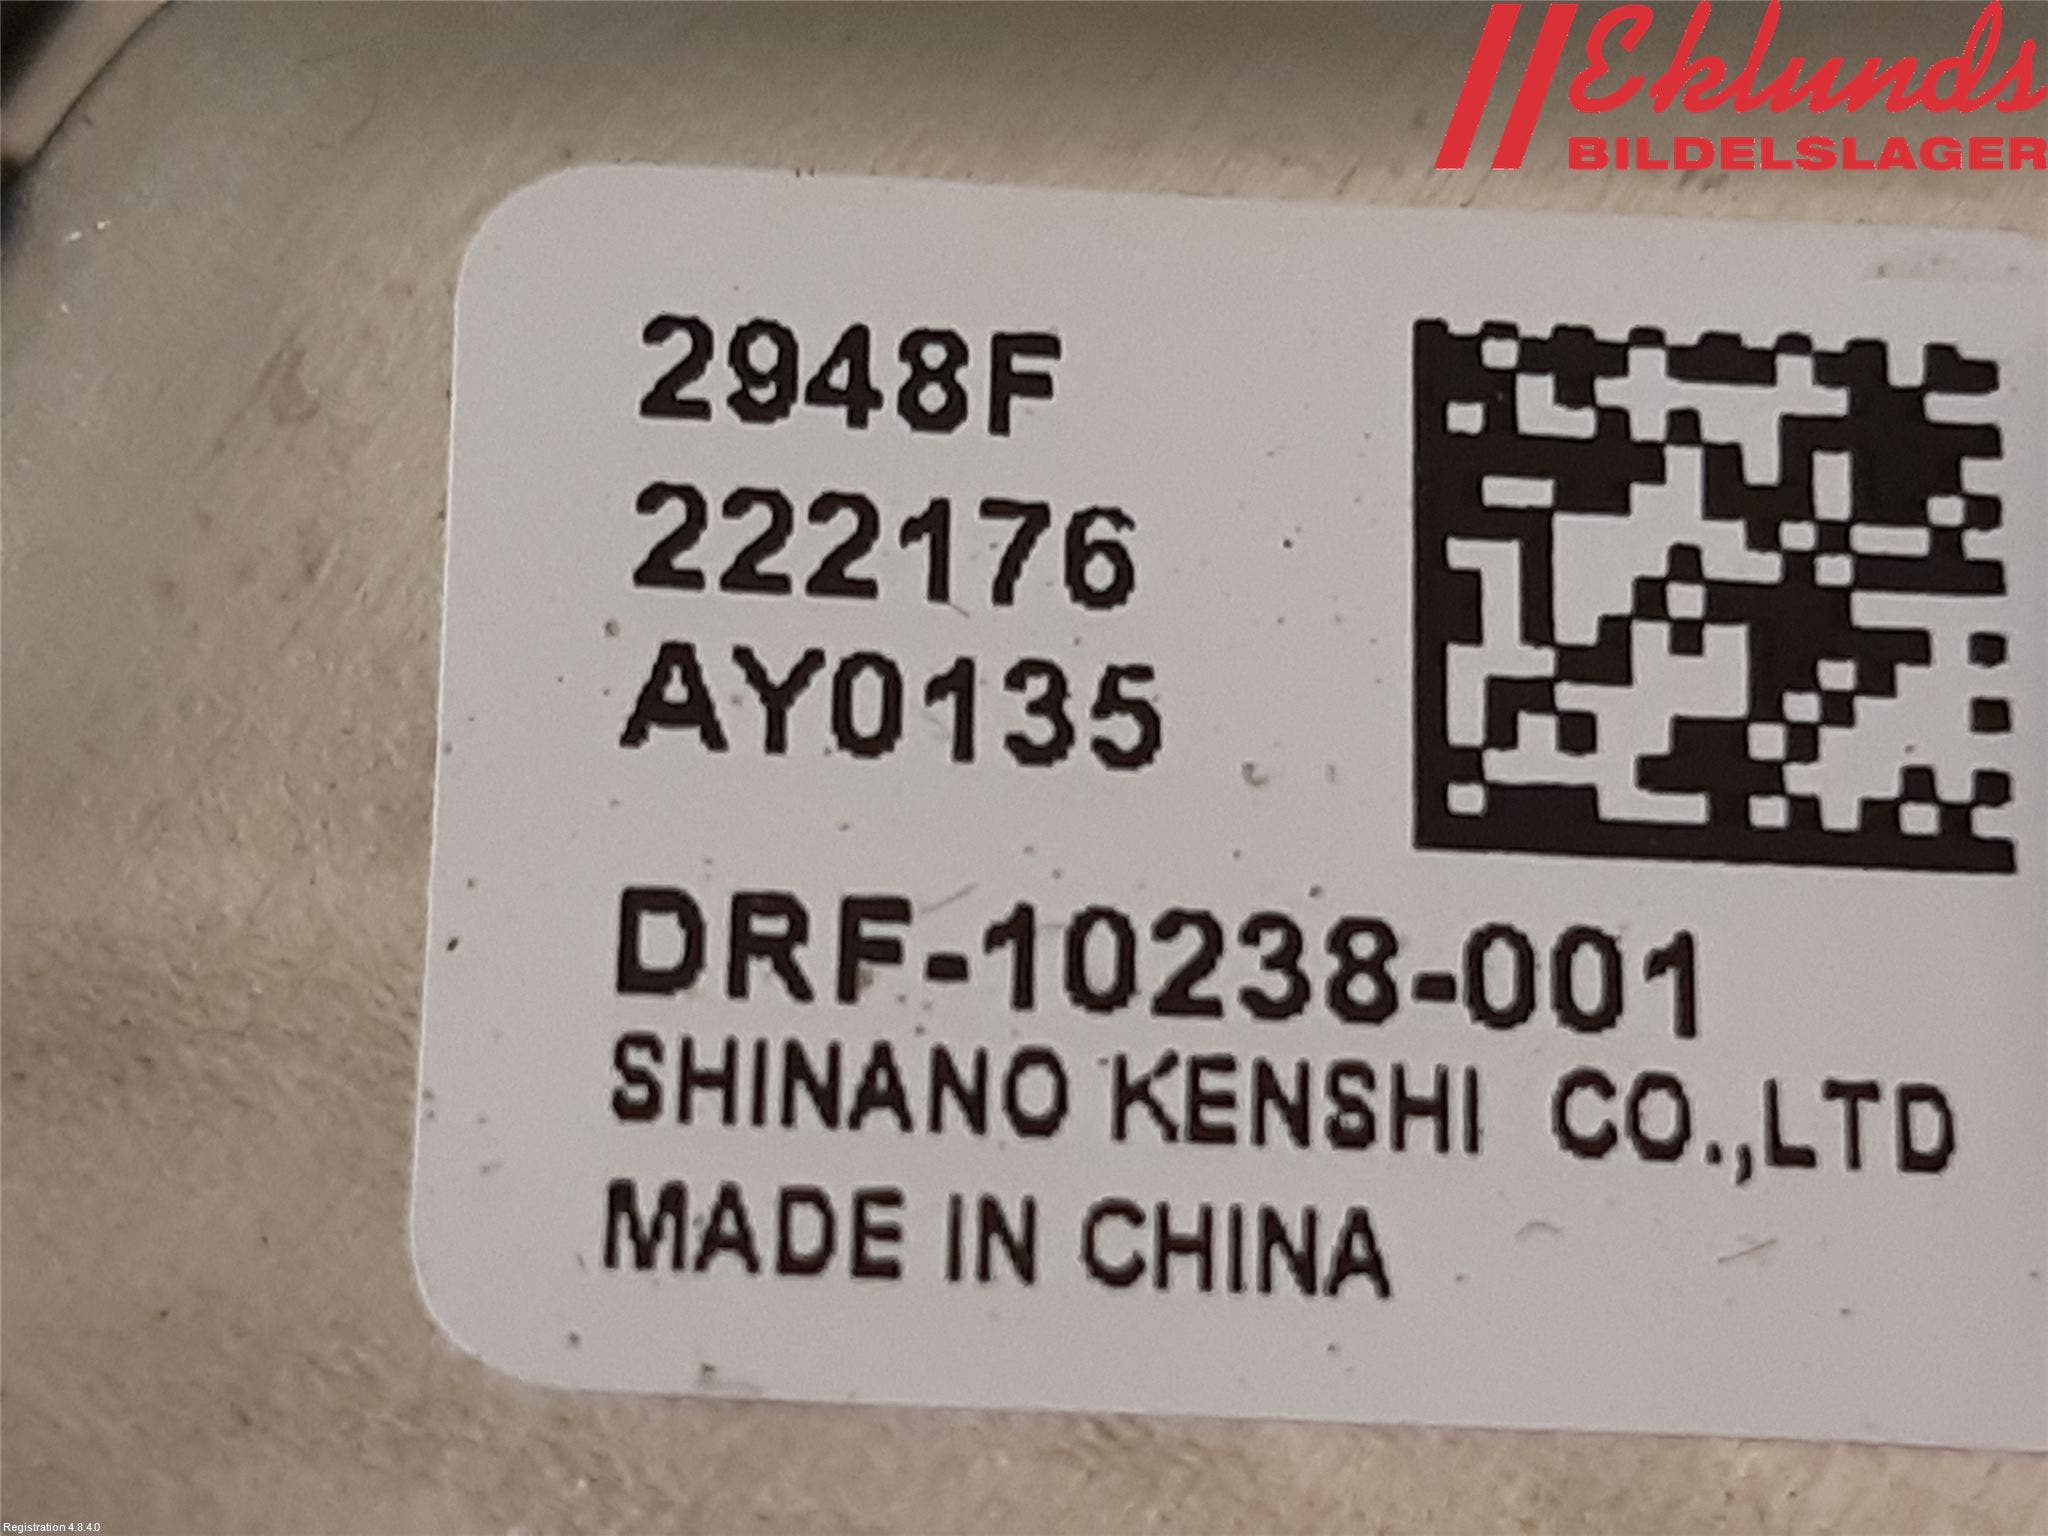 Eklunds
BILDELSLAGER
2948F
222176
AY0135
DRF-10238-001
SHINANO KENSHI CO.,LTD
MADE IN CHINA
Registration 4.8.4.0